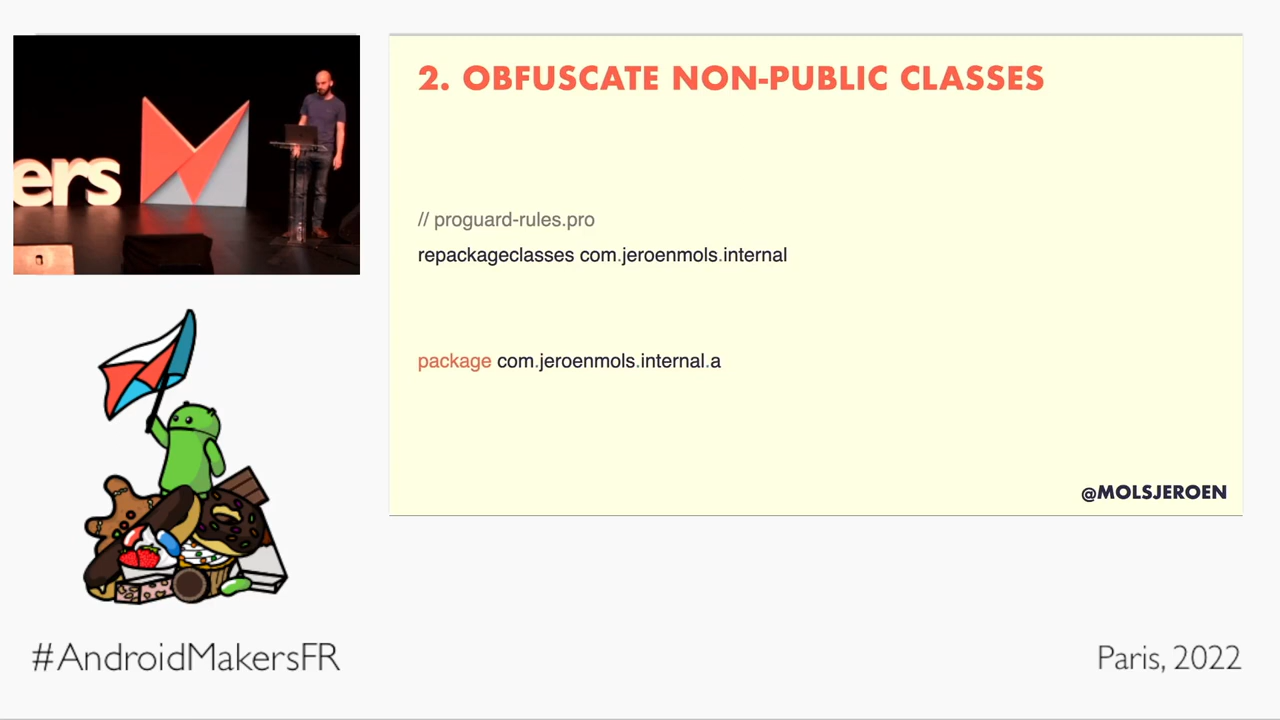 ers
2. OBFUSCATE NON-PUBLIC CLASSES
// proguard-rules.pro
repackageclasses com.jeroenmols.internal
package com.jeroenmols.internal.a
@MOLSJEROEN
#AndroidMakersFR
Paris, 2022